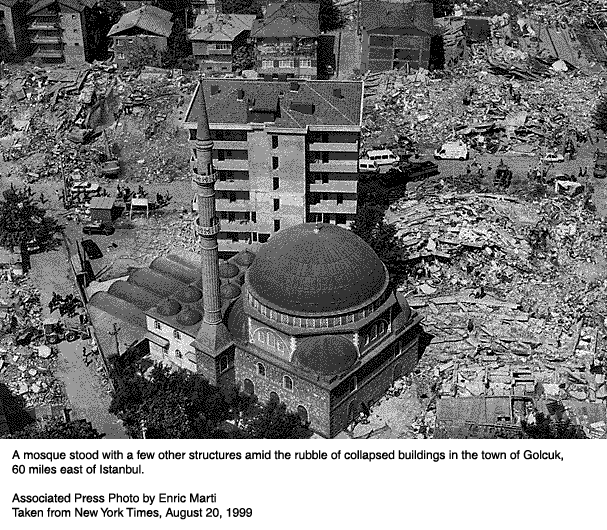 A mosque stood with a few other structures amid the rubble of collapsed buildings in the town of Golcuk,
60 miles east of Istanbul.
Associated Press Photo by Enric Marti
Taken from New York Times, August 20, 1999